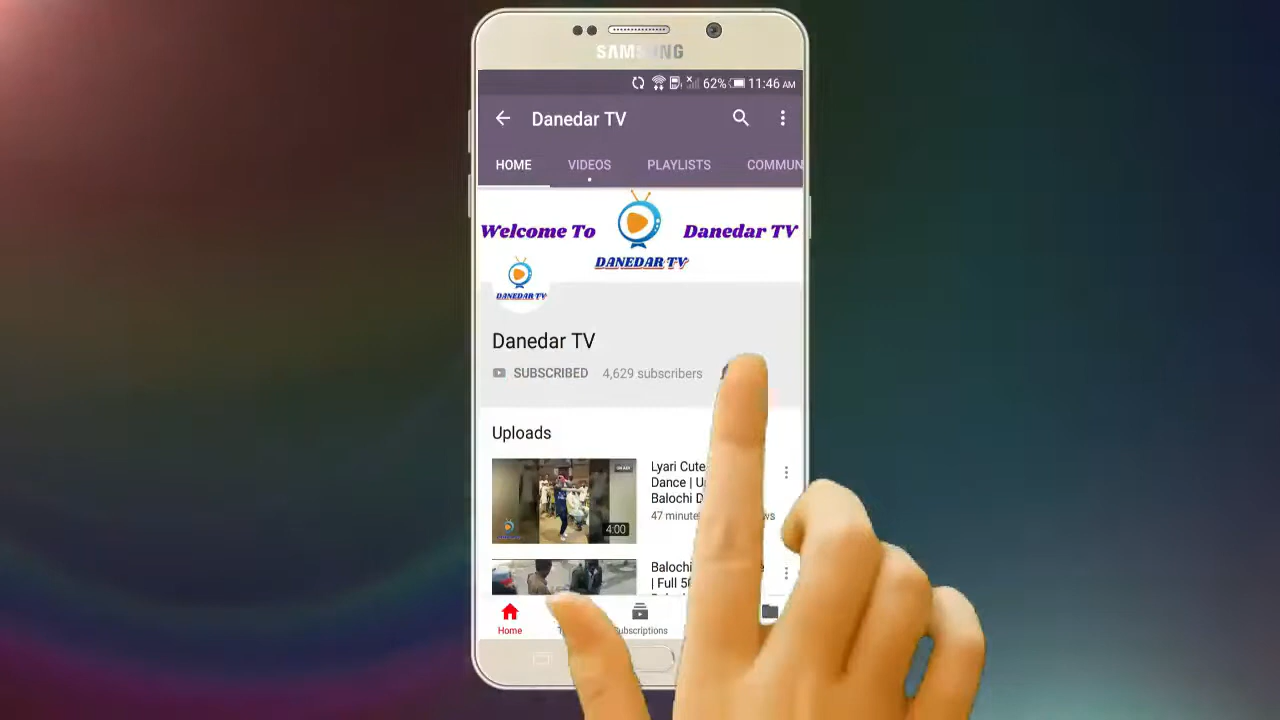 SAMSUNG
62% 11:46 AM
Danedar TV
HOME VIDEOS PLAYLISTS COMMUN
Welcome To Danedar TV
DANEDAR TV
DANEDAR TV
Danedar TV
SUBSCRIBED 4,629 subscribers
Uploads
Lyari Cute
Dance |
Balochi
47 minute
4:00
Balochi
| Full
Home Subscriptions